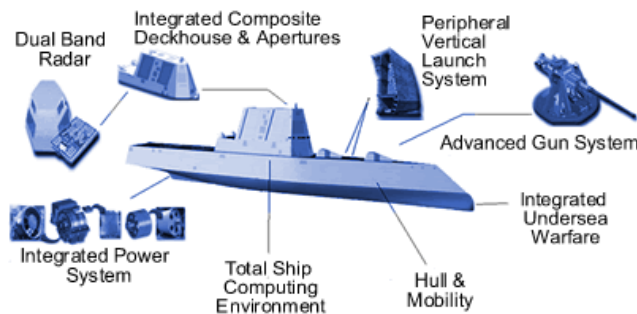 Dual Band
Radar
Integrated Composite
Deckhouse & Apertures
Peripheral
Vertical
Launch
System
Advanced Gun System
Integrated
Undersea
Warfare
Hull &
Mobility
Total Ship
Computing
Environment
Integrated Power
System